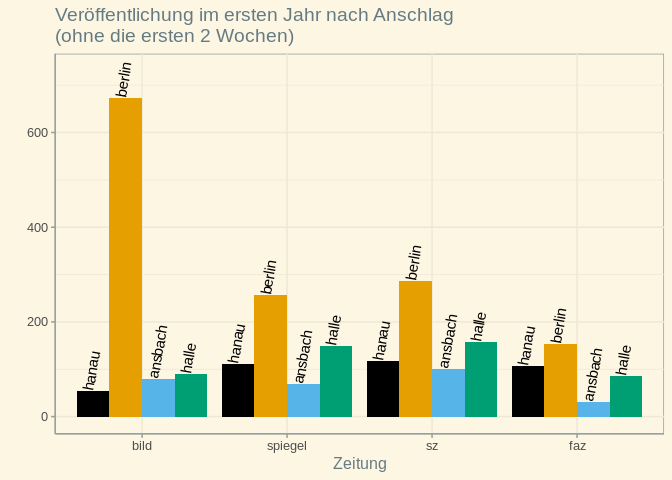 Veröffentlichung im ersten Jahr nach Anschlag
(ohne die ersten 2 Wochen)
600
400
200
0
hanau
berlin
ansbach
halle
hanau
berlin
ansbach
halle
hanau
berlin
ansbach
halle
hanau
berlin
ansbach
halle
bild
spiegel
sz
faz
Zeitung